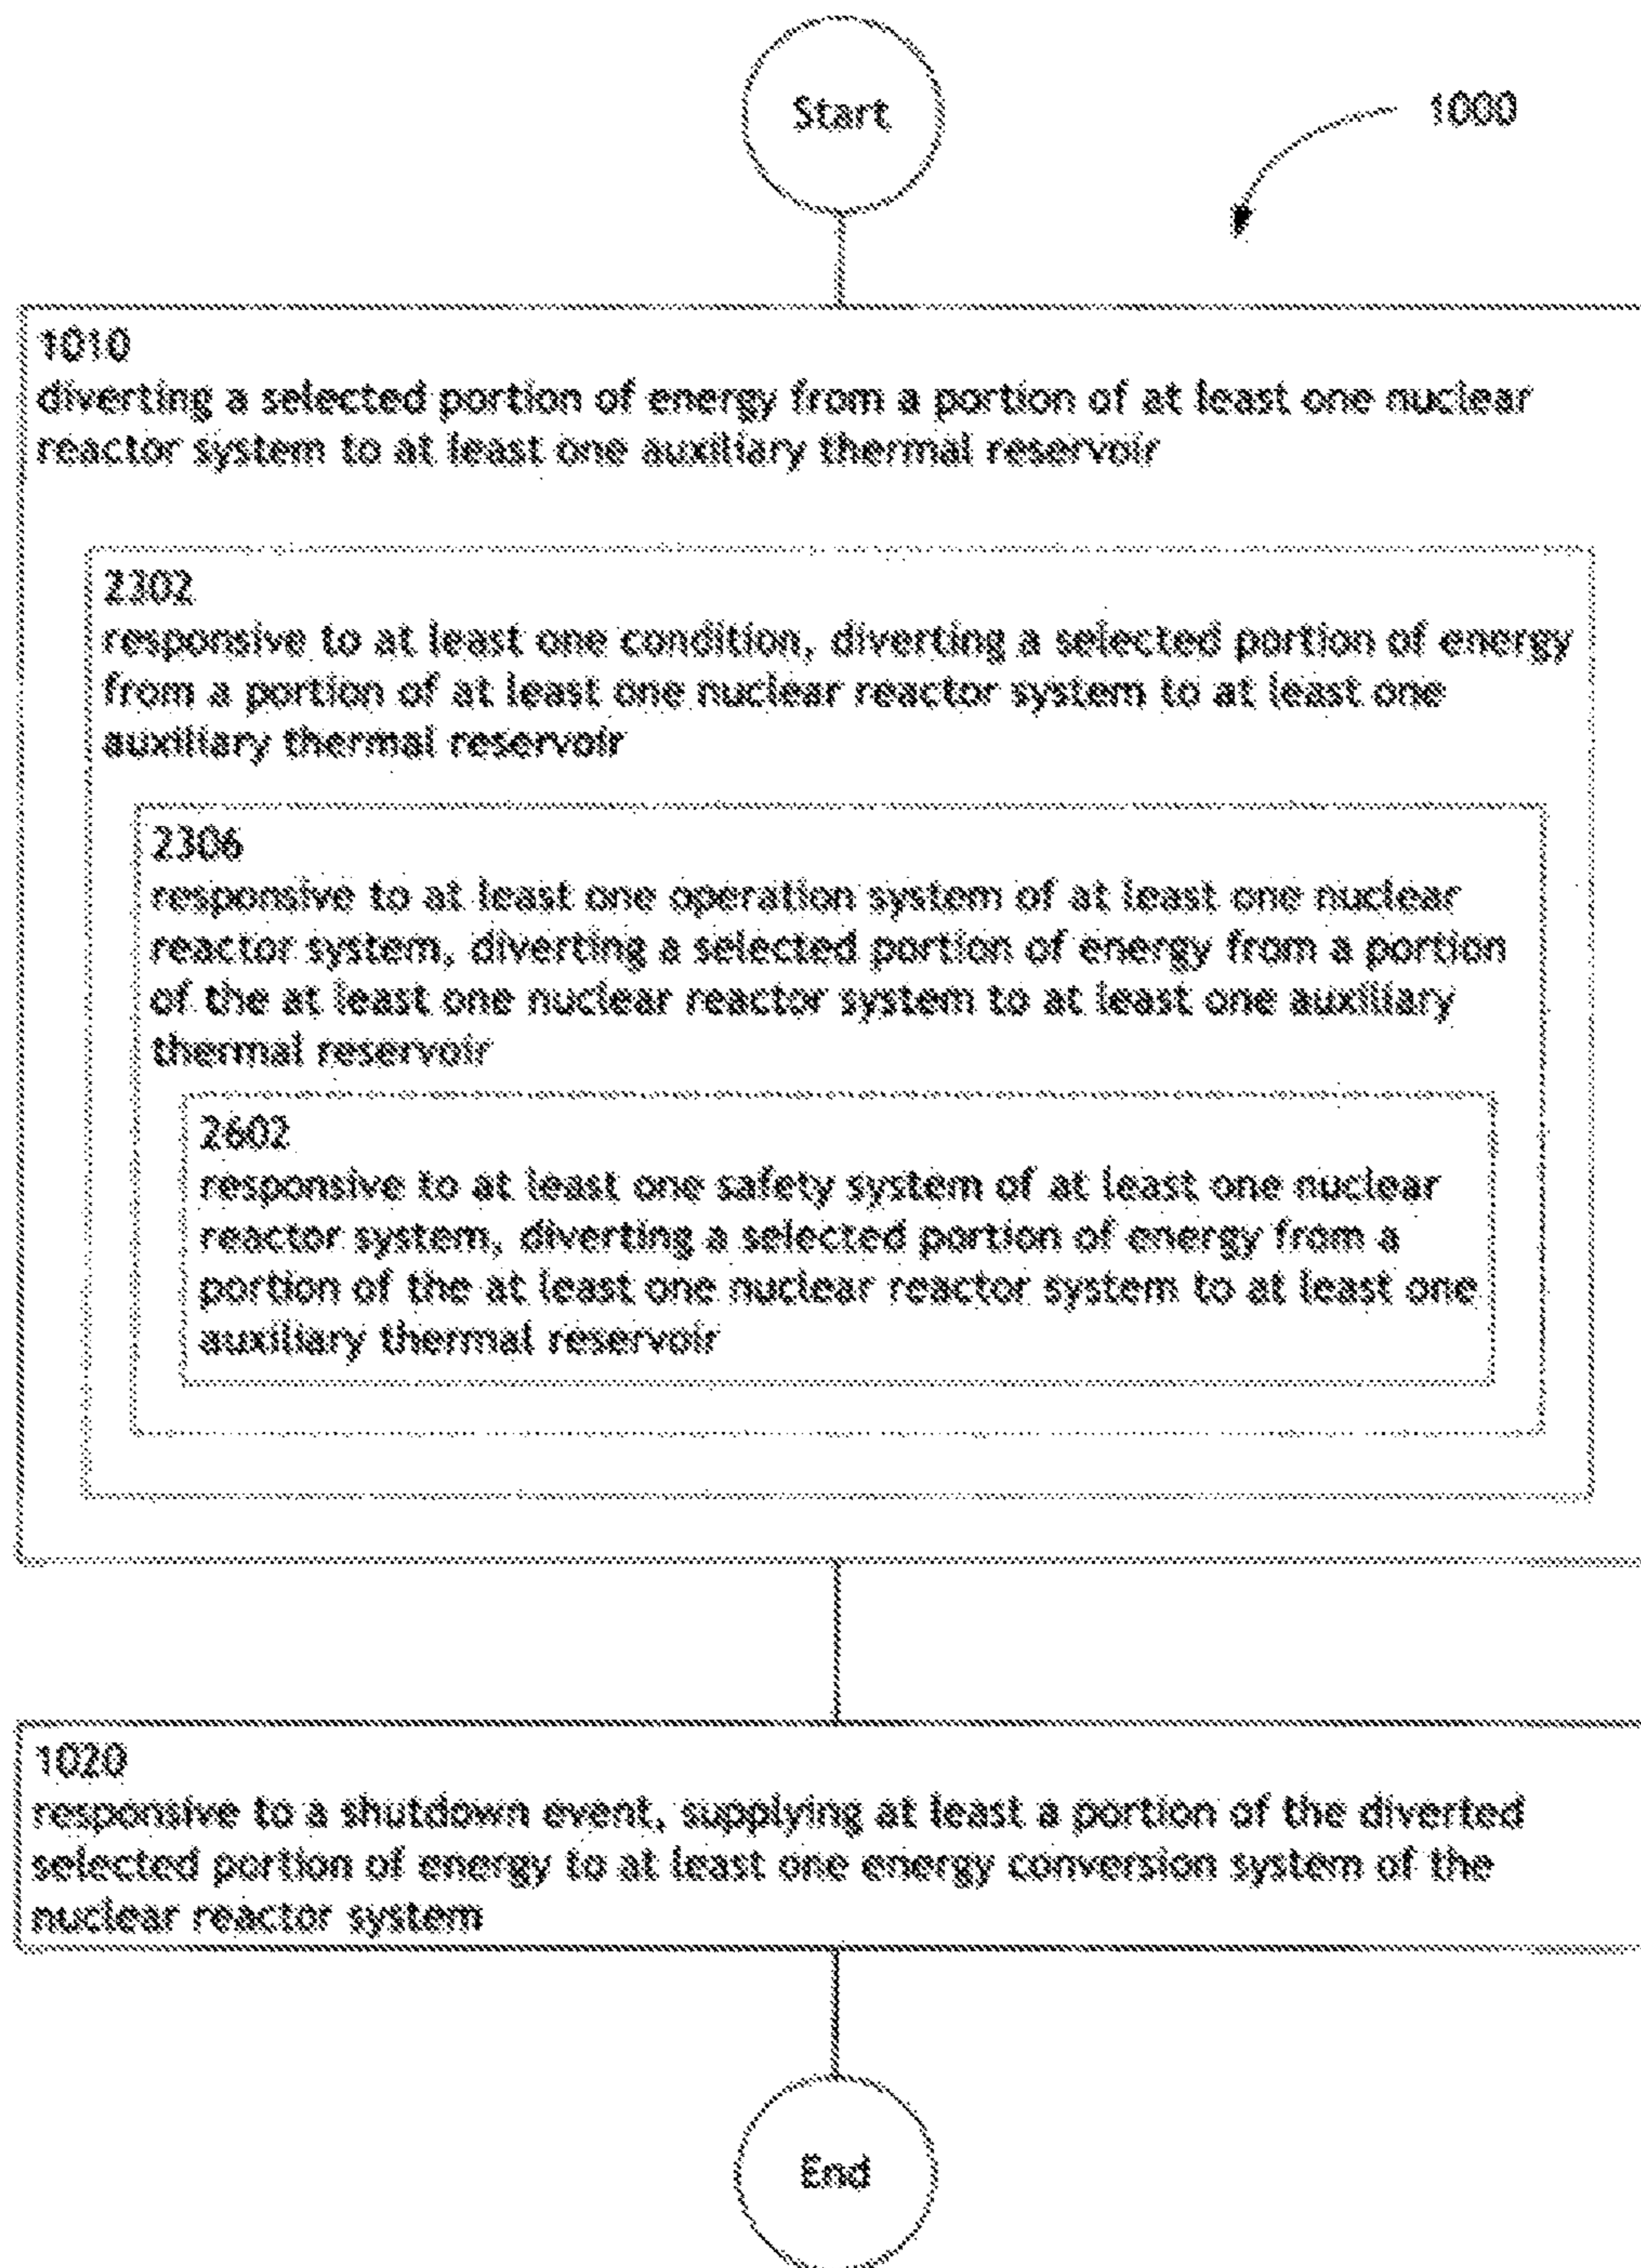 Start
1000
1010
diverting a selected portion of energy from a portion of at least one nuclear
reactor system to at least one auxiliary thermal reservoir
2302
responsive to at least one condition, diverting a selected portion of energy
from a portion of at least one nuclear reactor system to at least one
auxiliary thermal reservoir
2306
responsive to at least one operation system of at least one nuclear
reactor system, diverting a selected portion of energy from a portion
of the at least one nuclear reactor system to at least one auxiliary
thermal reservoir
2602
responsive to at least one safety system of at least one nuclear
reactor system, diverting a selected portion of energy from a
portion of the at least one nuclear reactor system to at least one
auxiliary thermal reservoir
1020
responsive to a shutdown event, supplying at least a portion of the diverted
selected portion of energy to at least one energy conversion system of the
nuclear reactor system
End